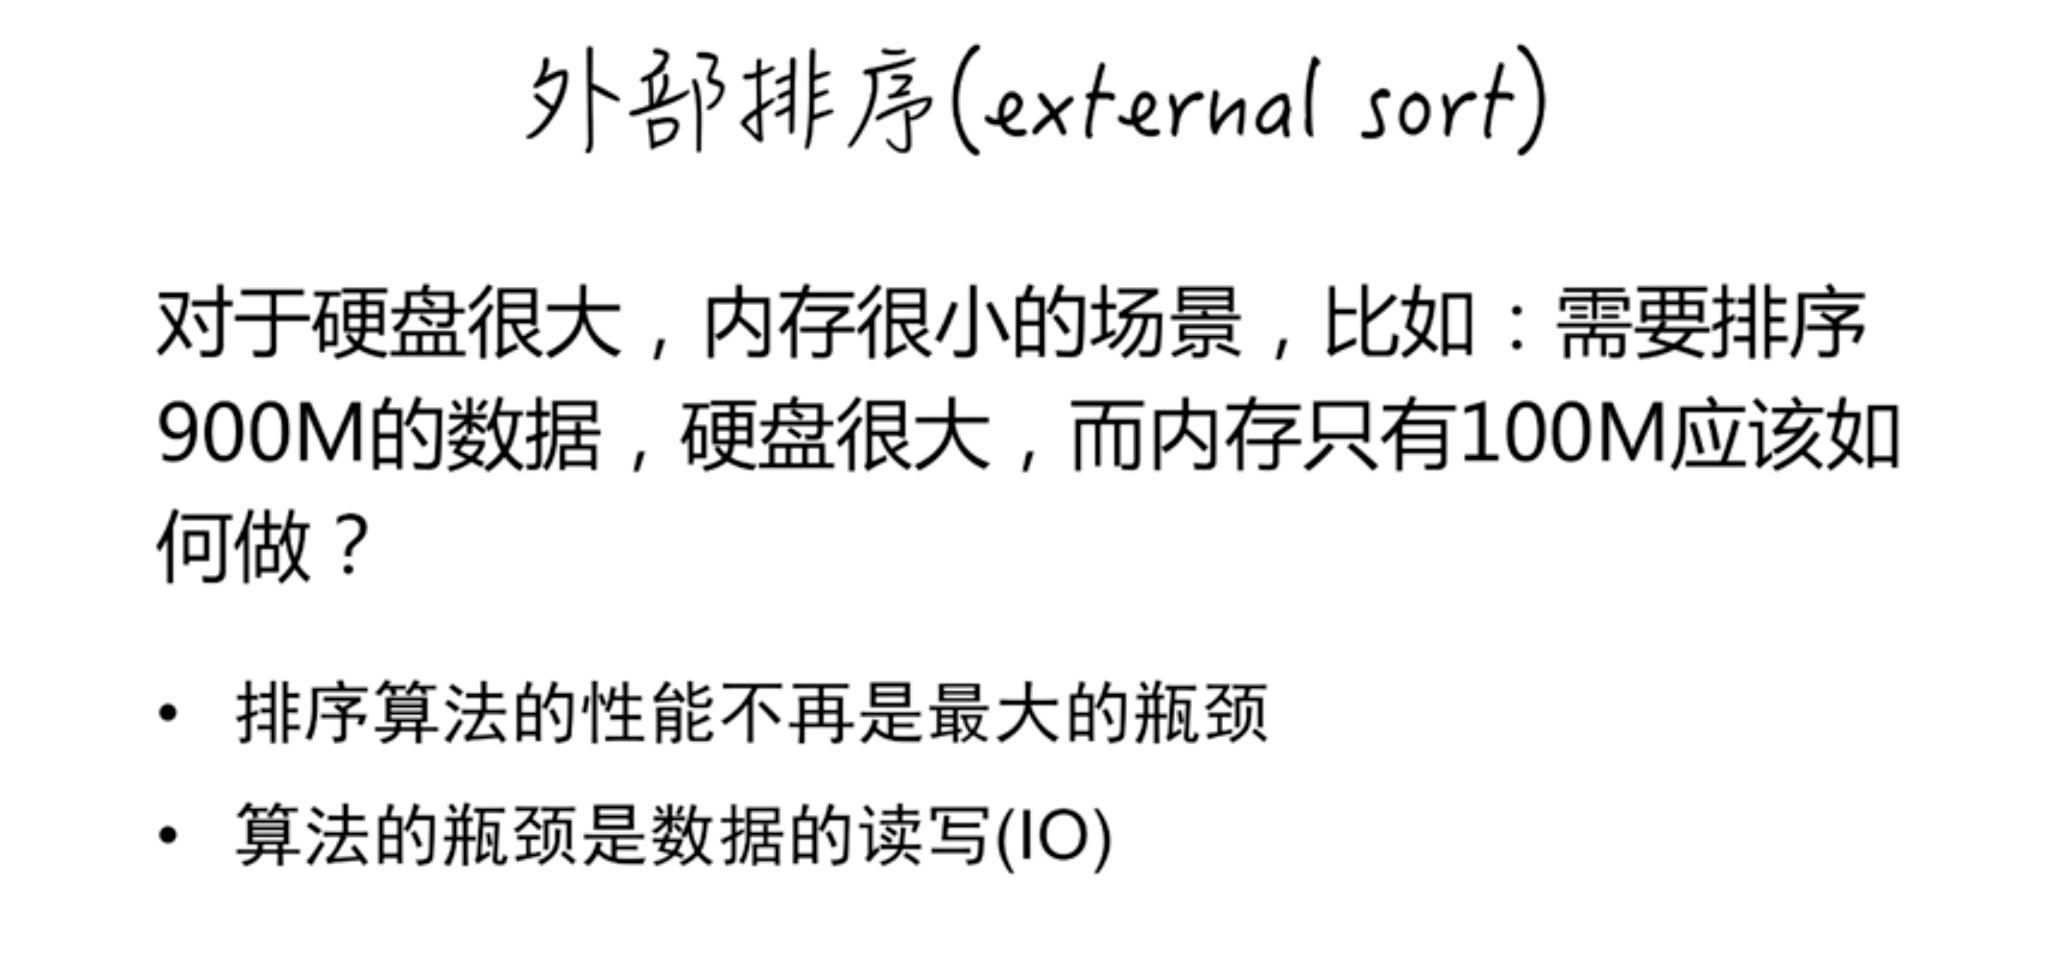 外部排序(external sort)
对于硬盘很大，内存很小的场景，比如：需要排序
900M的数据，硬盘很大，而内存只有100M应该如
何做？
• 排序算法的性能不再是最大的瓶颈
• 算法的瓶颈是数据的读写(IO)